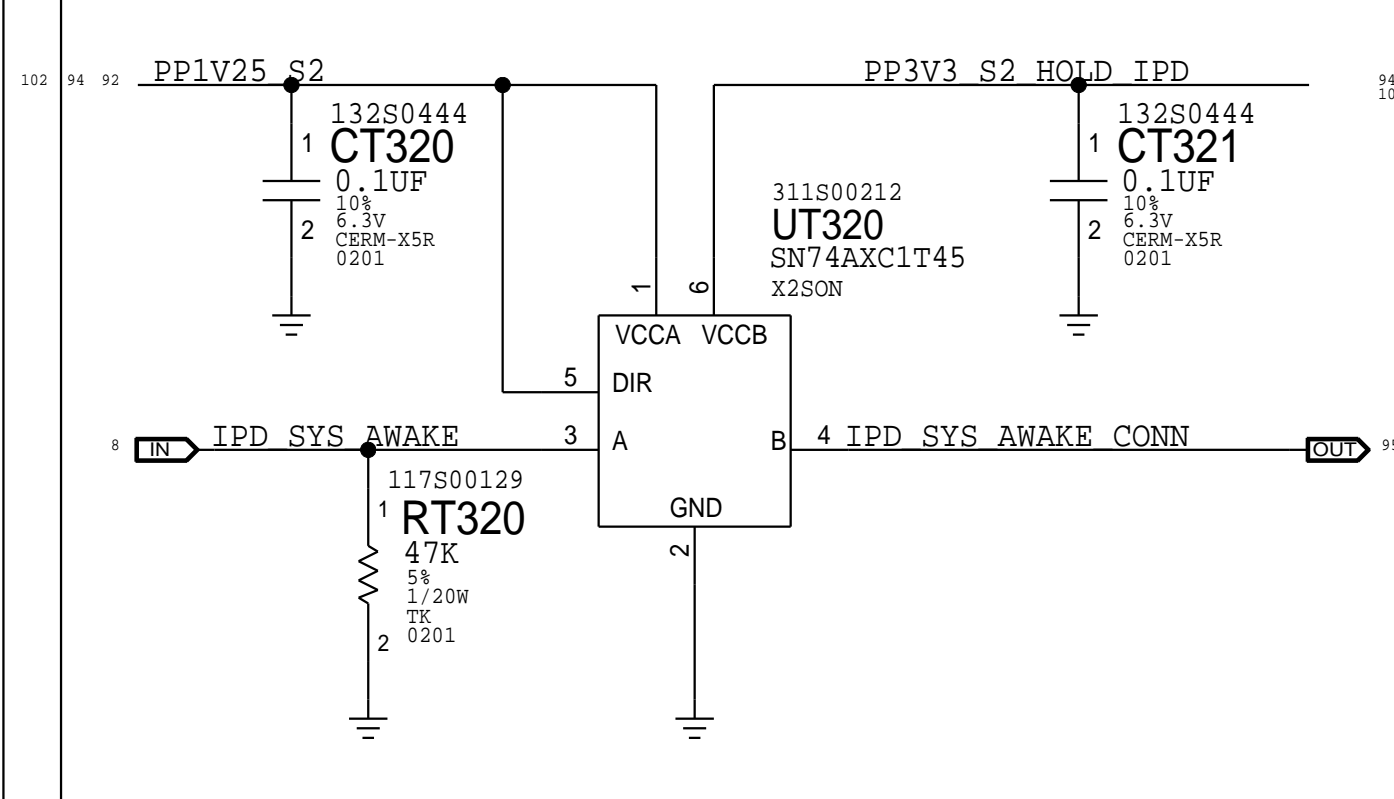 102 94 92 PP1V25_S2
132S0444
1 CT320
0.1UF
10%
6.3V
2
CERM-X5R
0201
PP3V3_S2_HOLD_IPD
94
10
132S0444
1 CT321
0.1UF
10%
6.3V
2
CERM-X5R
0201
311S00212
UT320
SN74AXC1T45
X2SON
1 6
VCCA VCCB
5 DIR
8 IN IPD_SYS_AWAKE 3 A
B 4 IPD_SYS_AWAKE_CONN OUT 95
GND
2
117S00129
1 RT320
47K
5%
1/20W
TK
2 0201